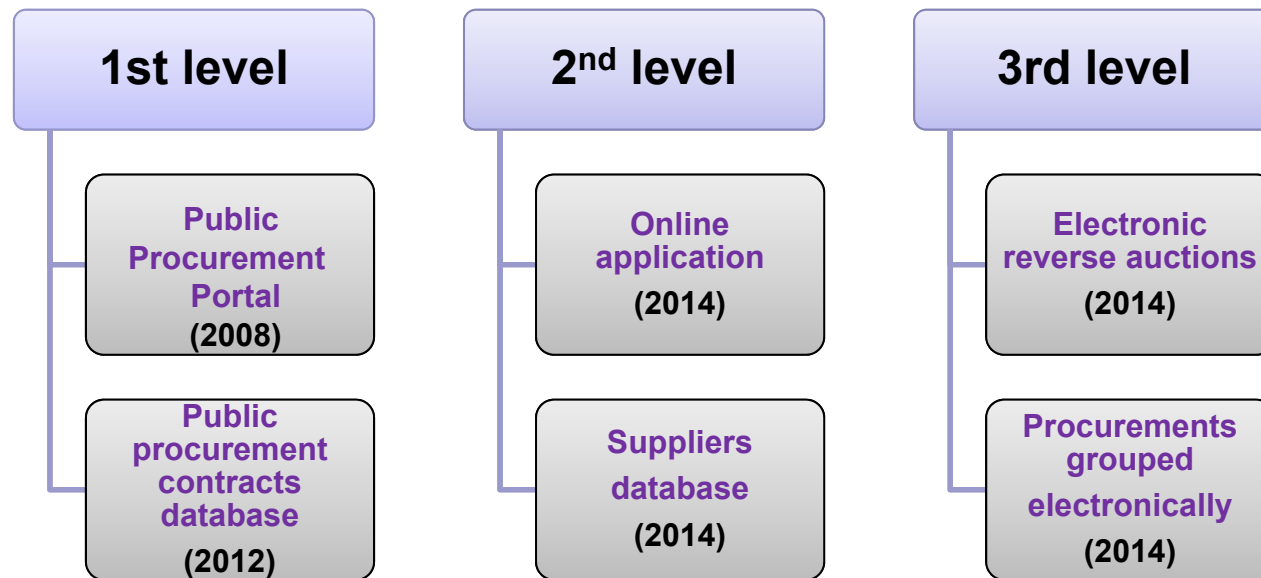 1st level
Public
Procurement
Portal
(2008)
Public
procurement
contracts
database
(2012)
2nd level
Online
application
(2014)
Suppliers
database
(2014)
3rd level
Electronic
reverse auctions
(2014)
Procurements
grouped
electronically
(2014)